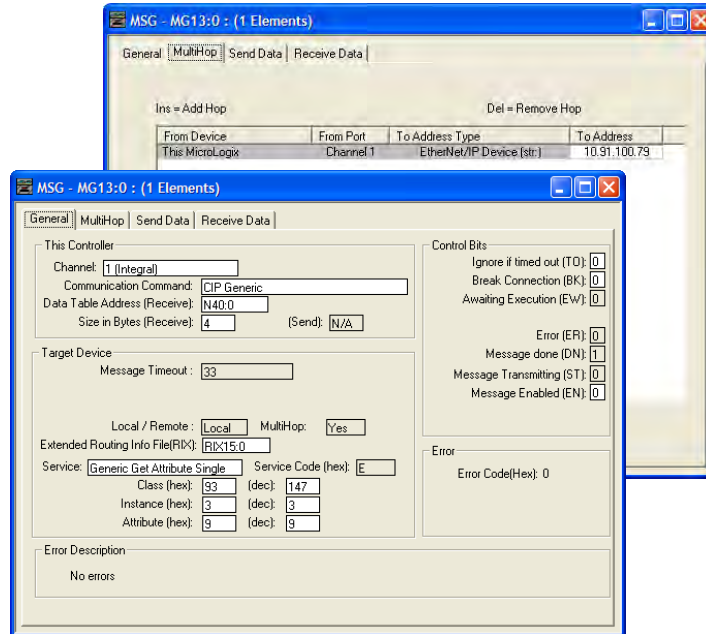 MSG - MG13:0 : (1 Elements)
General MultiHop Send Data Receive Data
Ins = Add Hop Del = Remove Hop
From Device From Port To Address Type To Address
This MicroLogix Channel 1 EtherNet/IP Device (str:) 10.91.100.79
MSG - MG13:0 : (1 Elements)
General MultiHop Send Data Receive Data
This Controller
Channel: 1 (Integral)
Communication Command: CIP Generic
Data Table Address (Receive): N40:0
Size in Bytes (Receive): 4 (Send): N/A
Target Device
Message Timeout : 33
Local / Remote : Local MultiHop: Yes
Extended Routing Info File(RIX): RIX15:0
Service: Generic Get Attribute Single Service Code (hex): E
Class (hex): 93 (dec): 147
Instance (hex): 3 (dec): 3
Attribute (hex): 9 (dec): 9
Control Bits
Ignore if timed out (TO): 0
Break Connection (BK): 0
Awaiting Execution (EW): 0
Error (ER): 0
Message done (DN): 1
Message Transmitting (ST): 0
Message Enabled (EN): 0
Error
Error Code(Hex): 0
Error Description
No errors